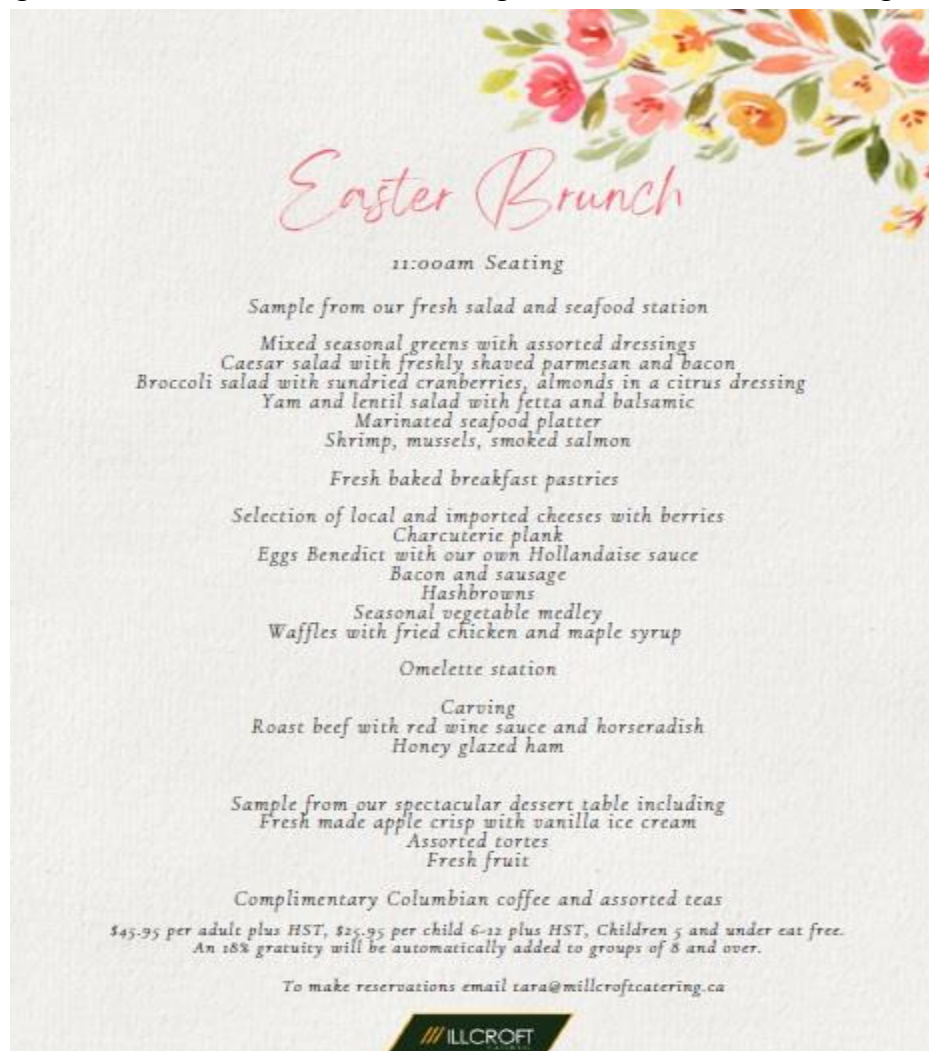 Easter Brunch
11:00am Seating
Sample from our fresh salad and seafood station
Mixed seasonal greens with assorted dressings
Caesar salad with freshly shaved parmesan and bacon
Broccoli salad with sundried cranberries, almonds in a citrus dressing
Yam and lentil salad with fetta and balsamic
Marinated seafood platter
Shrimp, mussels, smoked salmon
Fresh baked breakfast pastries
Selection of local and imported cheeses with berries
Charcuterie plank
Eggs Benedict with our own Hollandaise sauce
Bacon and sausage
Hashbrowns
Seasonal vegetable medley
Waffles with fried chicken and maple syrup
Omelette station
Carving
Roast beef with red wine sauce and horseradish
Honey glazed ham
Sample from our spectacular dessert table including
Fresh made apple crisp with vanilla ice cream
Assorted tortes
Fresh fruit
Complimentary Columbian coffee and assorted teas
$45.95 per adult plus HST, $25.95 per child 6-12 plus HST, Children 5 and under eat free.
An 18% gratuity will be automatically added to groups of 8 and over.
To make reservations email tara@millcroftcatering.ca
MILLCROFT